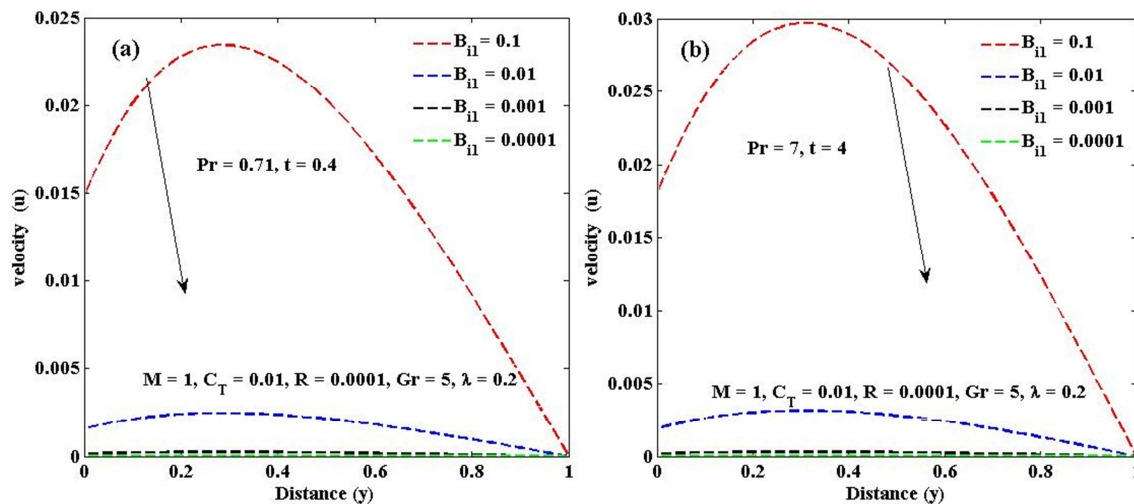 (a)
B_i1 = 0.1
B_i1 = 0.01
B_i1 = 0.001
B_i1 = 0.0001
Pr = 0.71, t = 0.4
M = 1, C_T = 0.01, R = 0.0001, Gr = 5, λ = 0.2
velocity (u)
0.025
0.02
0.015
0.01
0.005
0
0 0.2 0.4 0.6 0.8 1
Distance (y)
(b)
B_i1 = 0.1
B_i1 = 0.01
B_i1 = 0.001
B_i1 = 0.0001
Pr = 7, t = 4
M = 1, C_T = 0.01, R = 0.0001, Gr = 5, λ = 0.2
velocity (u)
0.03
0.025
0.02
0.015
0.01
0.005
0
0 0.2 0.4 0.6 0.8 1
Distance (y)